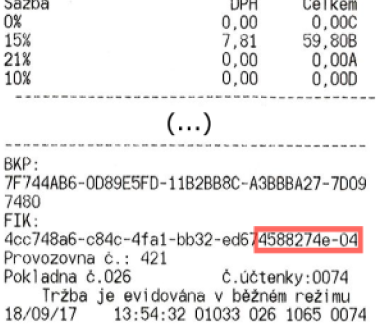 Sazba DPH Celkem
0% 0,00 0,00C
15% 7,81 59,80B
21% 0,00 0,00A
10% 0,00 0,00D
(...)
BKP:
7F744AB6-0D89E5FD-11B2BB8C-A3BBBA27-7D09
7480
FIK:
4cc748a6-c84c-4fa1-bb32-ed674588274e-04
Provozovna č.: 421
Pokladna č.026 č.účtenky:0074
Tržba je evidována v běžném režimu
18/09/17 13:54:32 01033 026 1065 0074